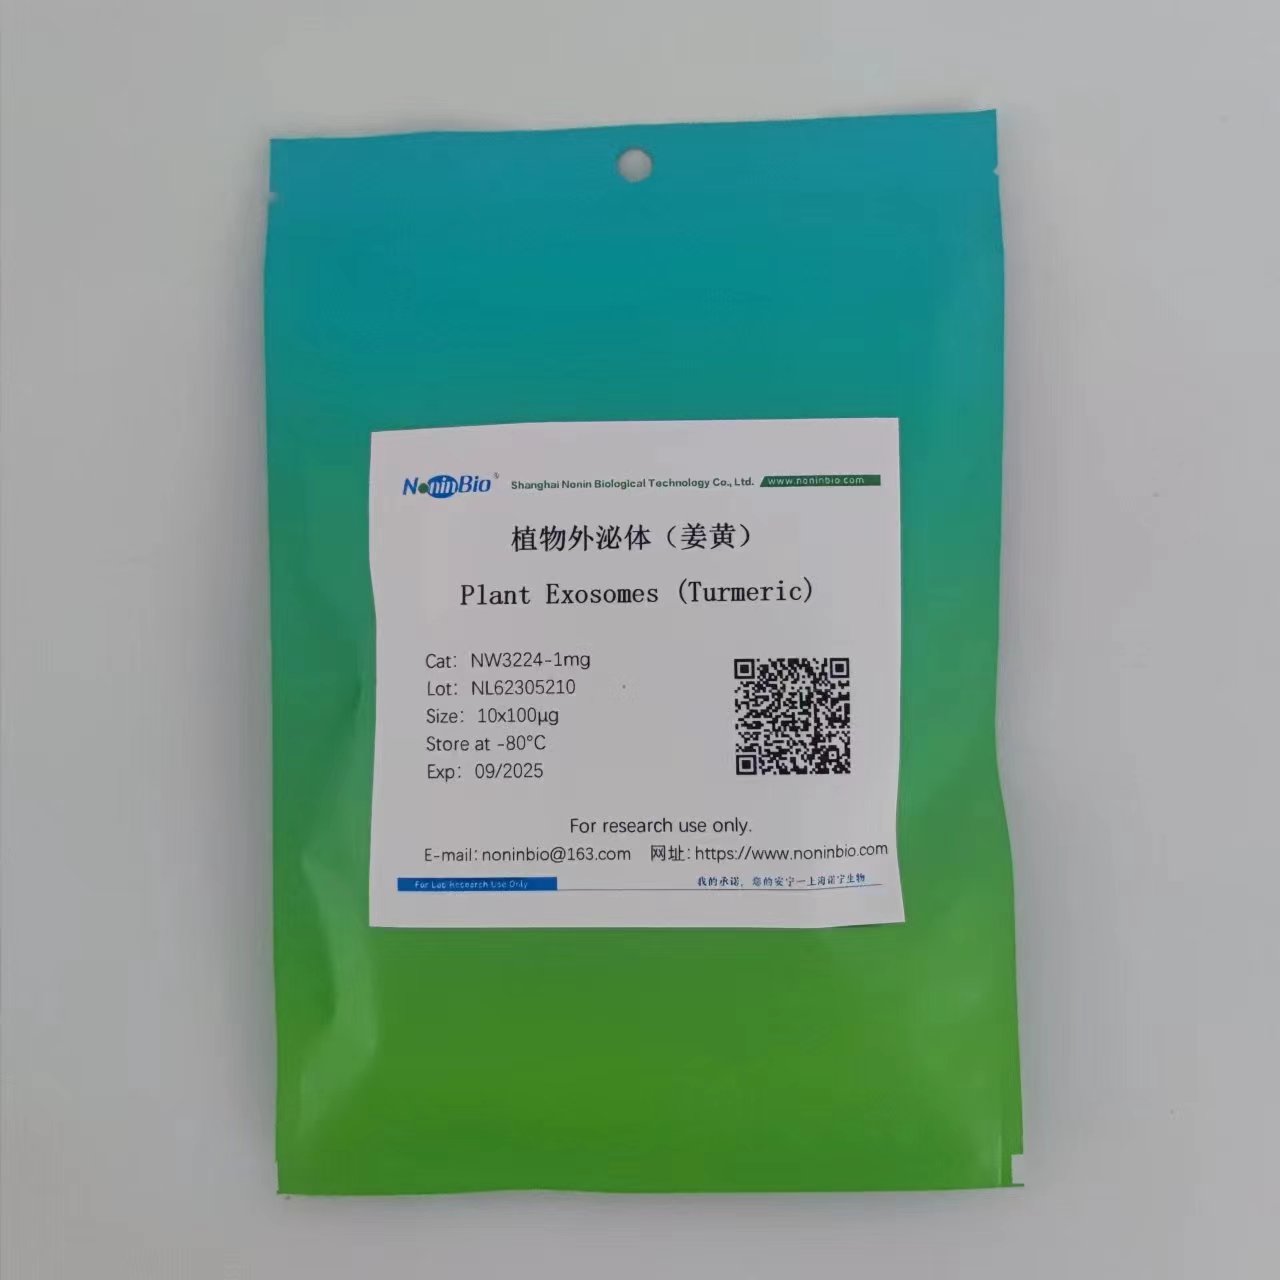 NoninBio® Shanghai Nonin Biological Technology Co., Ltd. www.noninbio.com
植物外泌体（姜黄）
Plant Exosomes (Turmeric)
Cat: NW3224-1mg
Lot: NL62305210
Size: 10x100μg
Store at -80°C
Exp: 09/2025
For research use only.
E-mail: noninbio@163.com 网址: https://www.noninbio.com
For Lab Research Use Only 我的承诺，您的安宁—上海诺宁生物